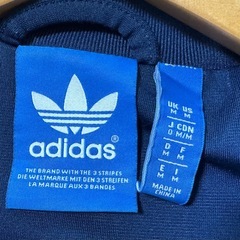 adidas®
THE BRAND WITH THE 3 STRIPES
DIE WELTMARKE MIT DEN 3 STREIFEN
LA MARQUE AUX 3 BANDES
UK M US M
J O CDN M/M
D M F M
E M I M
MADE IN
CHINA